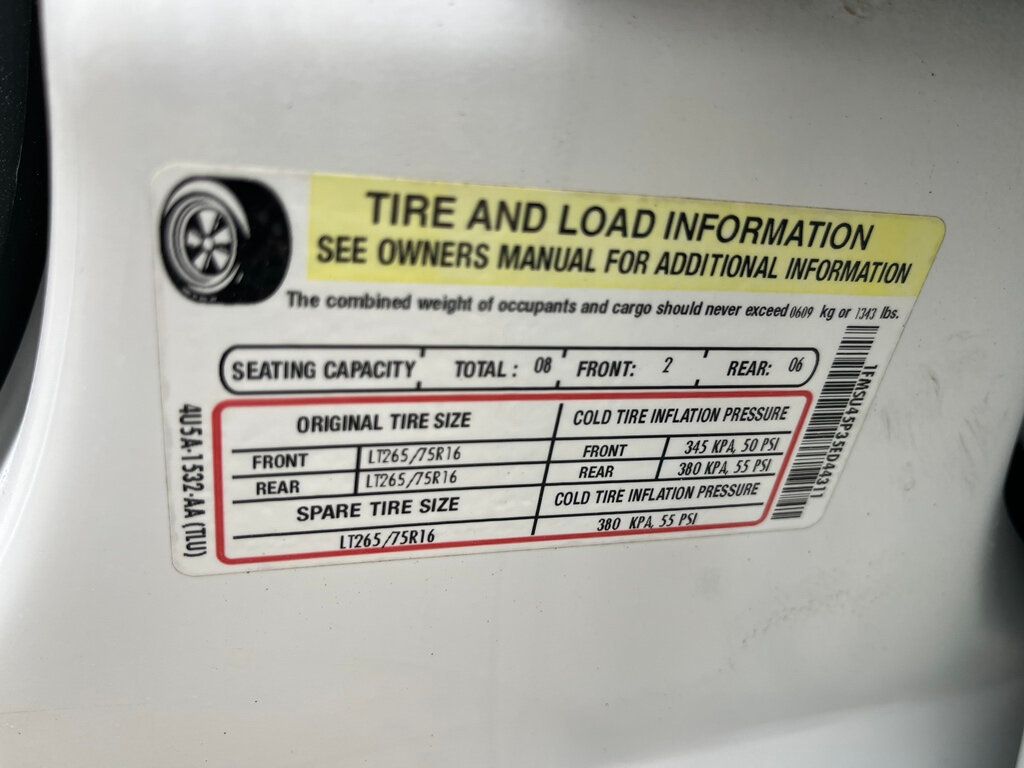 TIRE AND LOAD INFORMATION
SEE OWNERS MANUAL FOR ADDITIONAL INFORMATION
The combined weight of occupants and cargo should never exceed 0609 kg or 1343 lbs.
SEATING CAPACITY TOTAL : 08 FRONT: 2 REAR: 06
ORIGINAL TIRE SIZE COLD TIRE INFLATION PRESSURE
FRONT LT265/75R16 FRONT 345 KPA, 50 PSI
REAR LT265/75R16 REAR 380 KPA, 55 PSI
SPARE TIRE SIZE COLD TIRE INFLATION PRESSURE
LT265/75R16 380 KPA, 55 PSI
4U5A-1532-AA (TLU)
1FMSU45P35ED44311